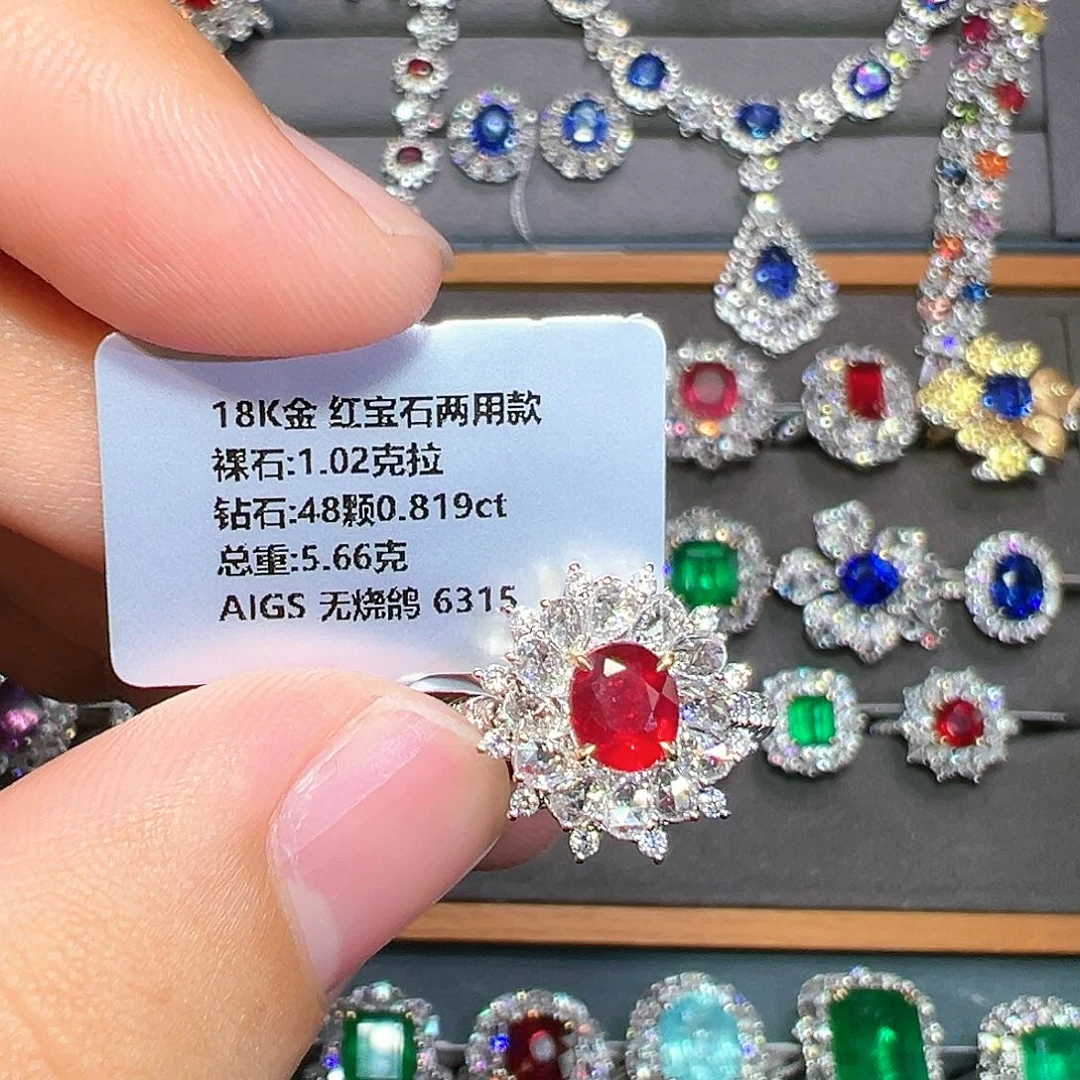 18K金 红宝石两用款
裸石:1.02克拉
钻石:48颗0.819ct
总重:5.66克
AIGS 无烧鸽 6315